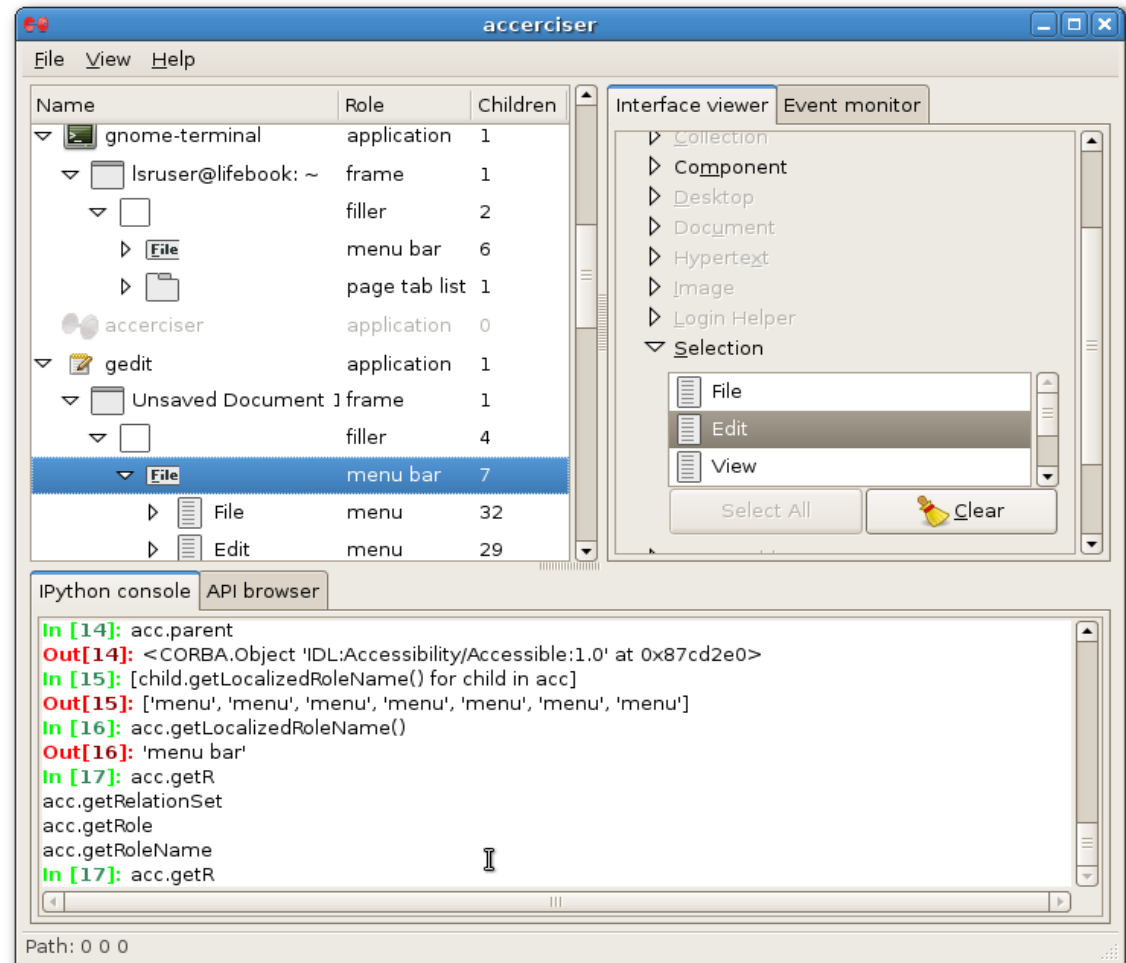 accerciser
File View Help
Name Role Children
gnome-terminal application 1
lsruser@lifebook: ~ frame 1
filler 2
File menu bar 6
page tab list 1
accerciser application 0
gedit application 1
Unsaved Document 1 frame 1
filler 4
File menu bar 7
File menu 32
Edit menu 29
Interface viewer Event monitor
Collection
Component
Desktop
Document
Hypertext
Image
Login Helper
Selection
File
Edit
View
Select All Clear
IPython console API browser
In [14]: acc.parent
Out[14]: <CORBA.Object 'IDL:Accessibility/Accessible:1.0' at 0x87cd2e0>
In [15]: [child.getLocalizedRoleName() for child in acc]
Out[15]: ['menu', 'menu', 'menu', 'menu', 'menu', 'menu', 'menu']
In [16]: acc.getLocalizedRoleName()
Out[16]: 'menu bar'
In [17]: acc.getR
acc.getRelationSet
acc.getRole
acc.getRoleName
In [17]: acc.getR
Path: 0 0 0